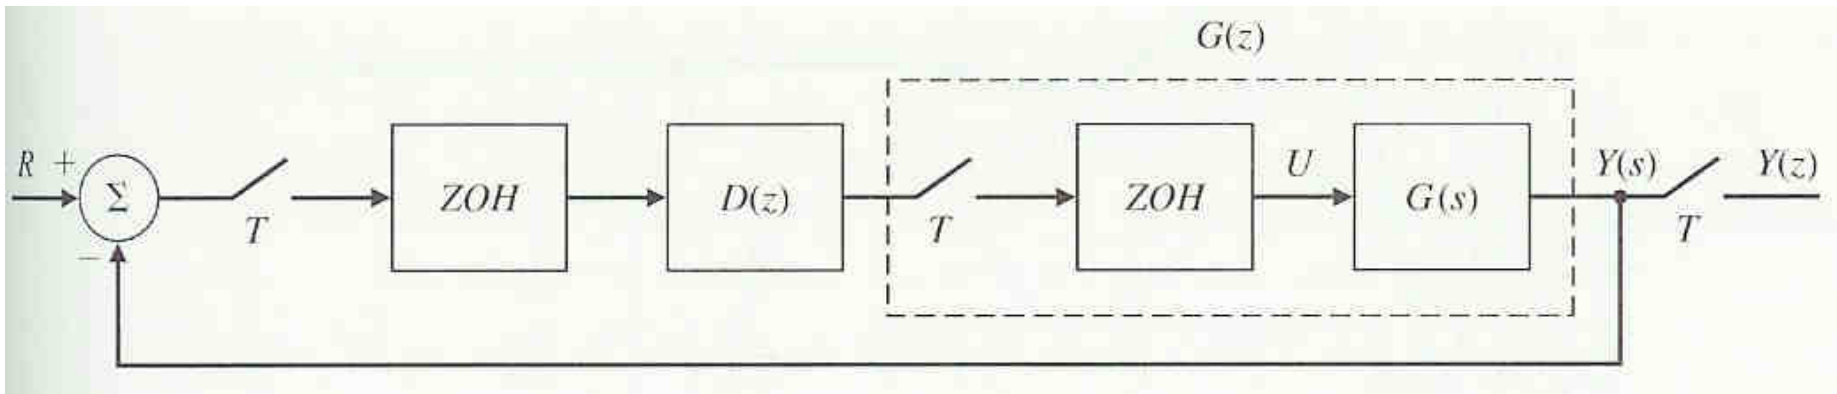 G(z)
R +
Σ
−
T
ZOH
D(z)
T
ZOH
U
G(s)
Y(s)
T
Y(z)